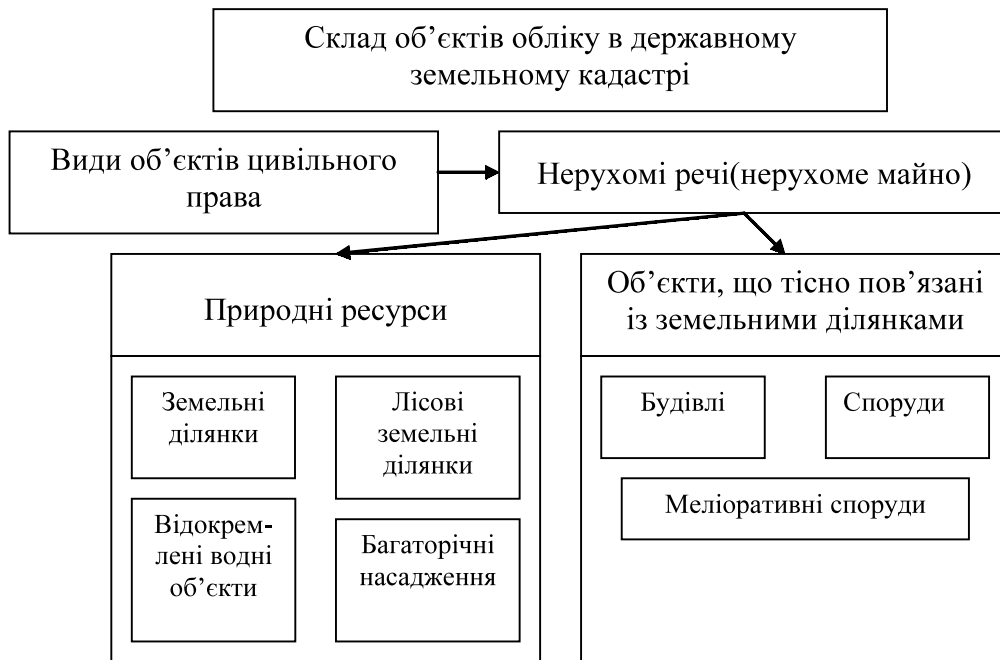 Склад об’єктів обліку в державному
земельному кадастрі
Види об’єктів цивільного
права
Нерухомі речі(нерухоме майно)
Природні ресурси
Земельні
ділянки
Лісові
земельні
ділянки
Відокрем-
лені водні
об’єкти
Багаторічні
насадження
Об’єкти, що тісно пов’язані
із земельними ділянками
Будівлі
Споруди
Меліоративні споруди